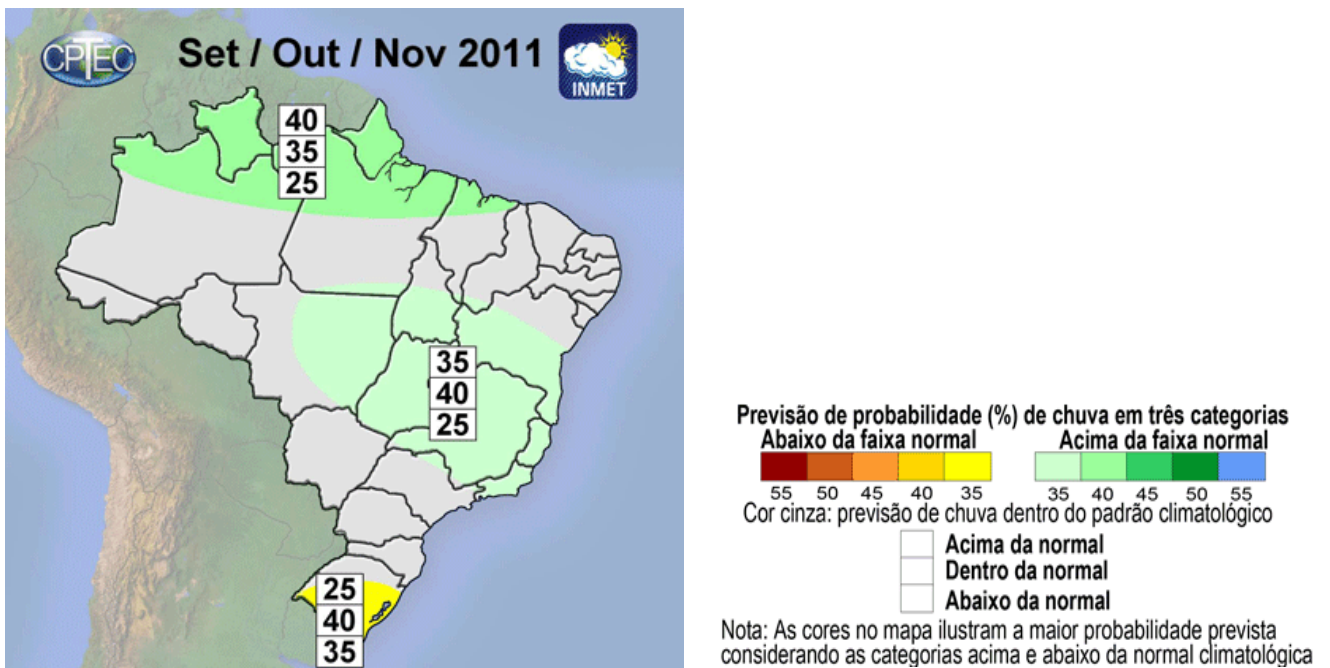 CPTEC
Set / Out / Nov 2011
INMET
40
35
25
35
40
25
25
40
35
Previsão de probabilidade (%) de chuva em três categorias
Abaixo da faixa normal
Acima da faixa normal
55 50 45 40 35
35 40 45 50 55
Cor cinza: previsão de chuva dentro do padrão climatológico
Acima da normal
Dentro da normal
Abaixo da normal
Nota: As cores no mapa ilustram a maior probabilidade prevista
considerando as categorias acima e abaixo da normal climatológica